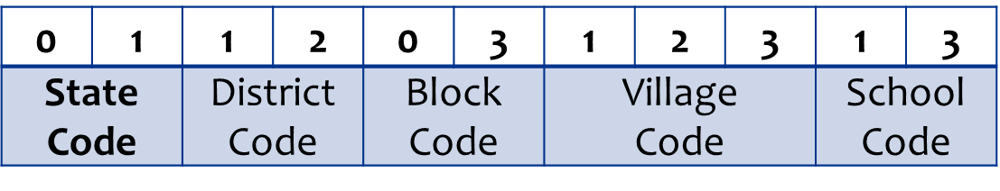 0 1 1 2 0 3 1 2 3 1 3
State District Block Village School
Code Code Code Code Code